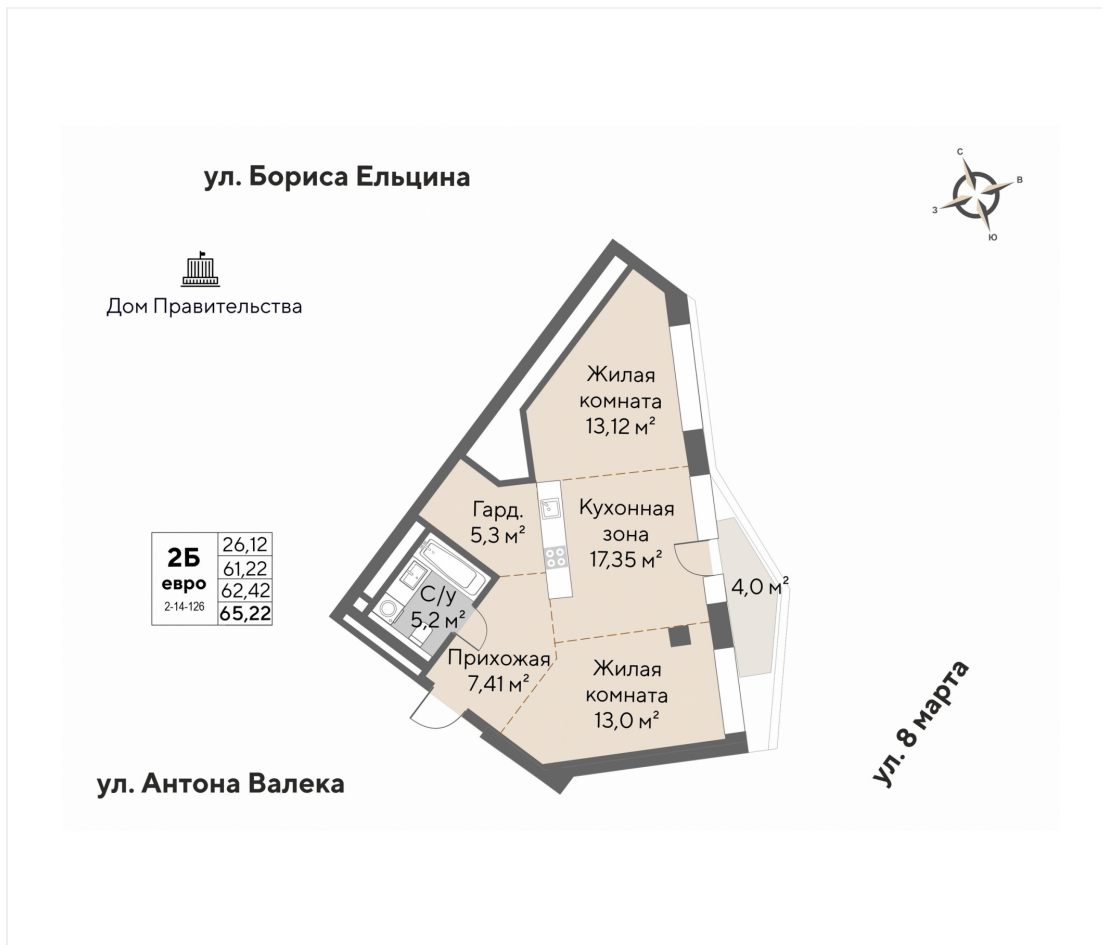 ул. Бориса Ельцина
С
В
З
Ю
Дом Правительства
Жилая
комната
13,12 м²
Гард.
5,3 м²
Кухонная
зона
17,35 м²
2Б
евро
2-14-126
26,12
61,22
62,42
65,22
С/у
5,2 м²
4,0 м²
Прихожая
7,41 м²
Жилая
комната
13,0 м²
ул. 8 марта
ул. Антона Валека